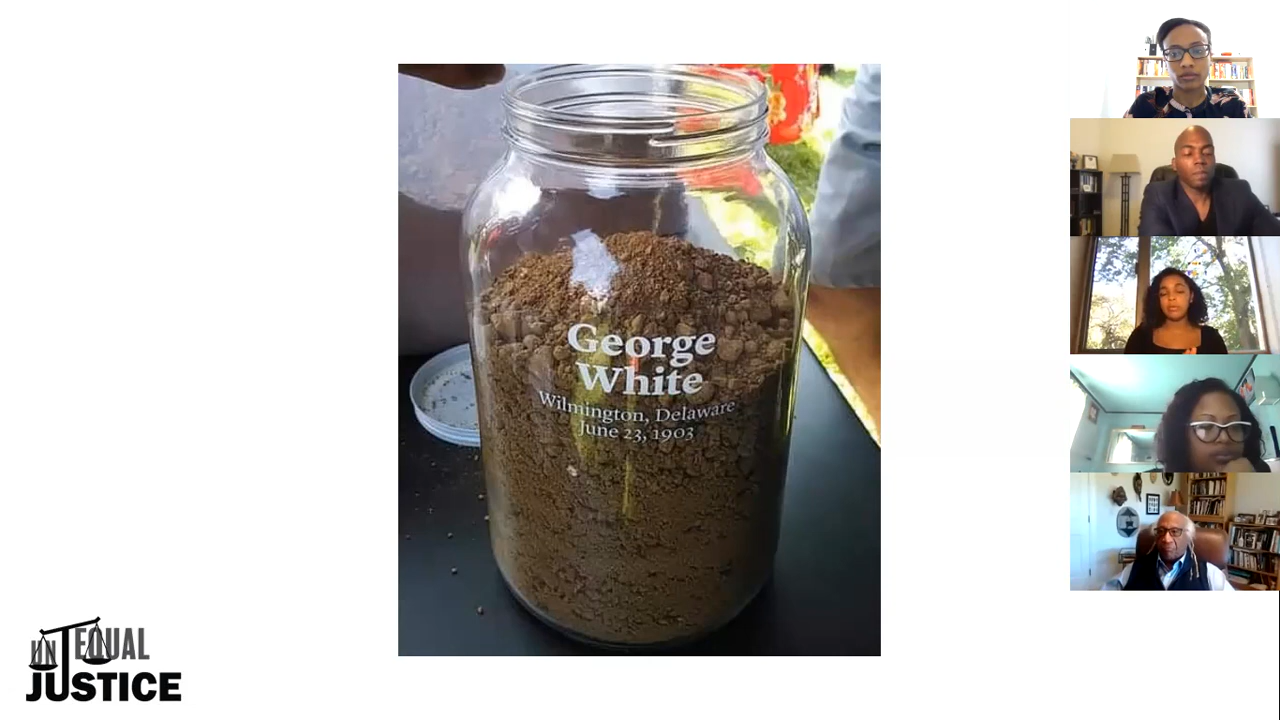 George
White
Wilmington, Delaware
June 23, 1903
UNEQUAL
JUSTICE